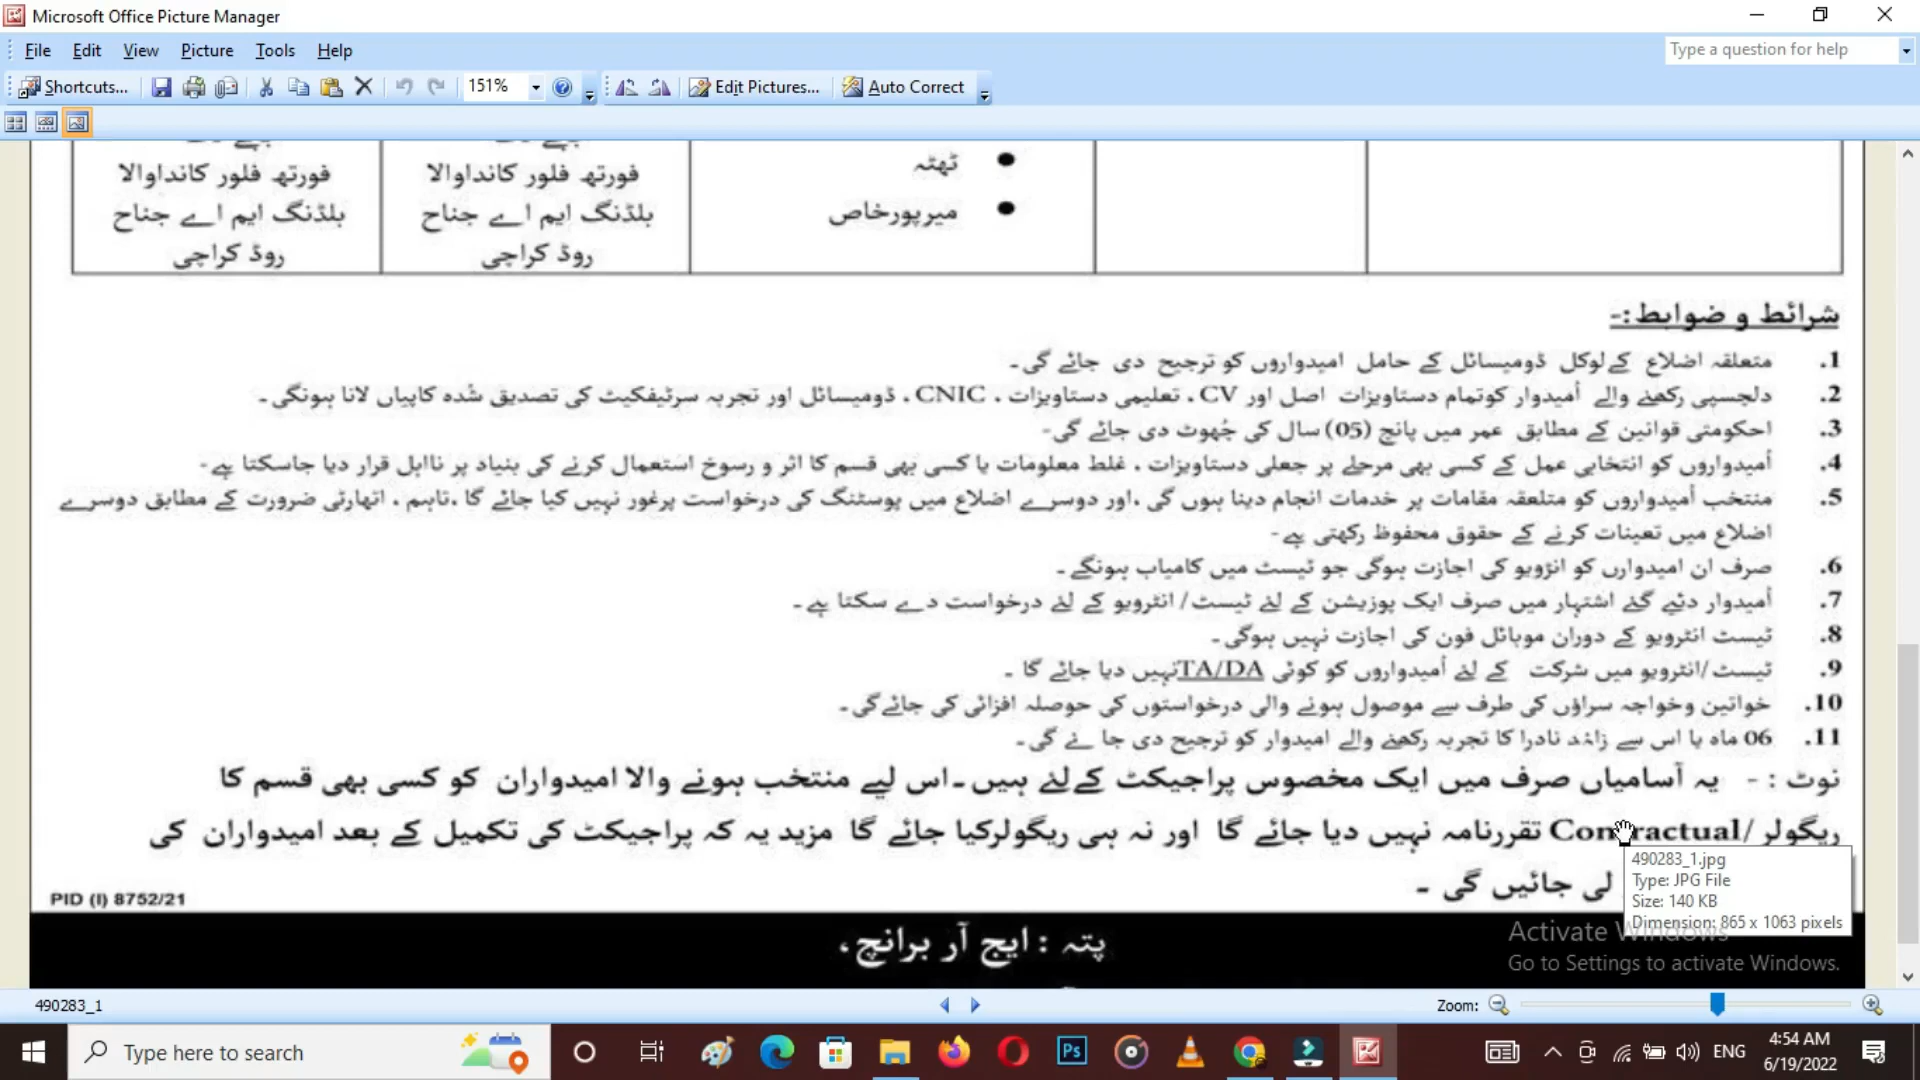 Microsoft Office Picture Manager
File Edit View Picture Tools Help
Type a question for help
Shortcuts... 151% Edit Pictures... Auto Correct
ٹھٹہ
میرپورخاص
فورتھ فلور کانداوالا
بلڈنگ ایم اے جناح
روڈ کراچی
فورتھ فلور کانداوالا
بلڈنگ ایم اے جناح
روڈ کراچی
شرائط و ضوابط:-
1. متعلقہ اضلاع کےلوکل ڈومیسائل کے حامل امیدواروں کو ترجیح دی جائے گی۔
2. دلچسپی رکھنے والے اُمیدوار کوتمام دستاویزات اصل اور CV ، تعلیمی دستاویزات ، CNIC ، ڈومیسائل اور تجربہ سرٹیفکیٹ کی تصدیق شُدہ کاپیاں لانا ہونگی۔
3. احکومتی قوانین کے مطابق عمر میں پانچ (05) سال کی چُھوٹ دی جائے گی-
4. اُمیدواروں کو انتخابی عمل کے کسی بھی مرحلے پر جعلی دستاویزات ، غلط معلومات یا کسی بھی قسم کا اثر و رسوخ استعمال کرنے کی بنیاد پر نااہل قرار دیا جاسکتا ہے-
5. منتخب اُمیدواروں کو متلعقہ مقامات پر خدمات انجام دینا ہوں گی ،اور دوسرے اضلاع میں پوسٹنگ کی درخواست پرغور نہیں کیا جائے گا ،تاہم ، اتھارٹی ضرورت کے مطابق دوسرے
اضلاع میں تعینات کرنے کے حقوق محفوظ رکھتی ہے-
6. صرف ان امیدوارں کو انڑویو کی اجازت ہوگی جو ٹیسٹ میں کامیاب ہونگے۔
7. اُمیدوار دئیے گئے اشتہار میں صرف ایک پوزیشن کے لئے ٹیسٹ/ انٹرویو کے لئے درخواست دے سکتا ہے۔
8. ٹیسٹ انٹرویو کے دوران موبائل فون کی اجازت نہیں ہوگی۔
9. ٹیسٹ/انٹرویو میں شرکت کے لئے اُمیدواروں کو کوئی TA/DA نہیں دیا جائے گا ۔
10. خواتین وخواجہ سراؤں کی طرف سے موصول ہونے والی درخواستوں کی حوصلہ افزائی کی جائےگی۔
11. 06 ماہ یا اس سے زائد نادرا کا تجربہ رکھنے والے امیدوار کو ترجیح دی جا ئے گی۔
نوٹ : - یہ آسامیاں صرف میں ایک مخصوس پراجیکٹ کےلئے ہیں۔اس لیے منتخب ہونے والا امیدواران کو کسی بھی قسم کا
ریگولر /Contractual تقررنامہ نہیں دیا جائے گا اور نہ ہی ریگولرکیا جائے گا مزید یہ کہ پراجیکٹ کی تکمیل کے بعد امیدواران کی
لی جائیں گی ۔
PID (I) 8752/21
490283_1.jpg
Type: JPG File
Size: 140 KB
Dimension: 865 x 1063 pixels
پتہ : ایچ آر برانچ،
Activate Windows
Go to Settings to activate Windows.
490283_1
Zoom:
Type here to search
Ps
ENG
4:54 AM
6/19/2022